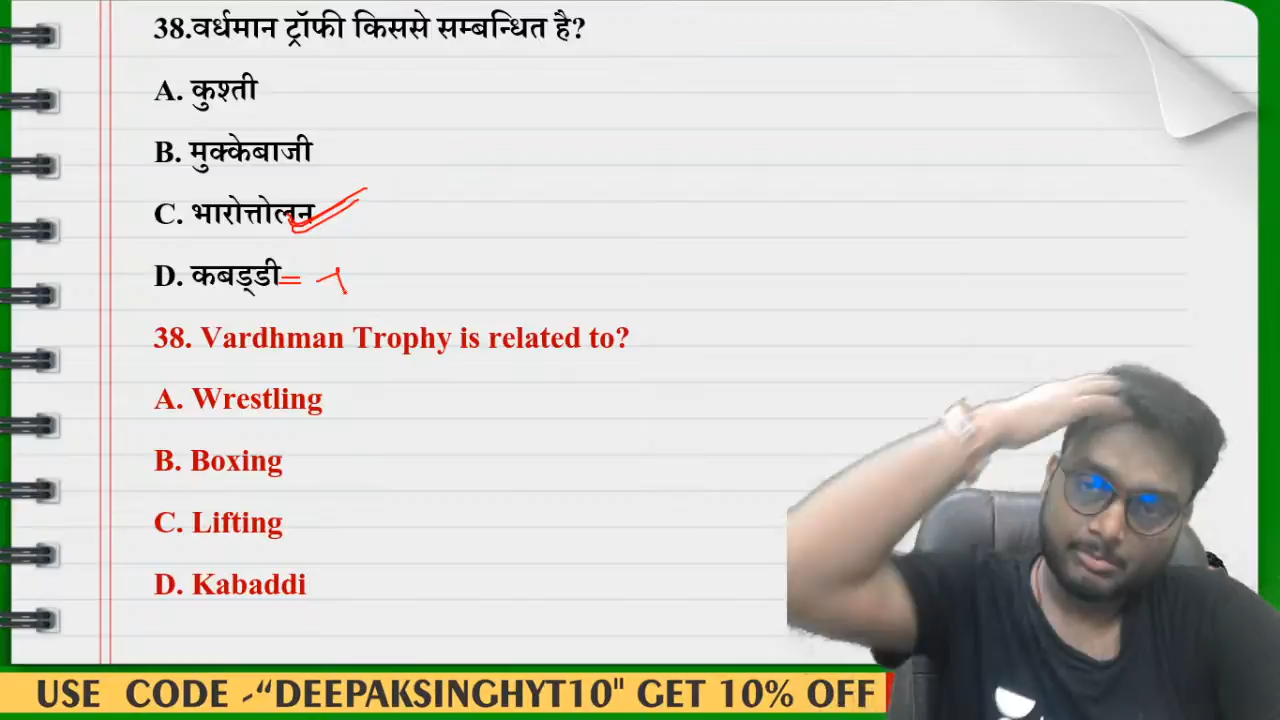 38.वर्धमान ट्रॉफी किससे सम्बन्धित है?
A. कुश्ती
B. मुक्केबाजी
C. भारोत्तोलन
D. कबड्डी=
38. Vardhman Trophy is related to?
A. Wrestling
B. Boxing
C. Lifting
D. Kabaddi
USE CODE -“DEEPAKSINGHYT10" GET 10% OFF